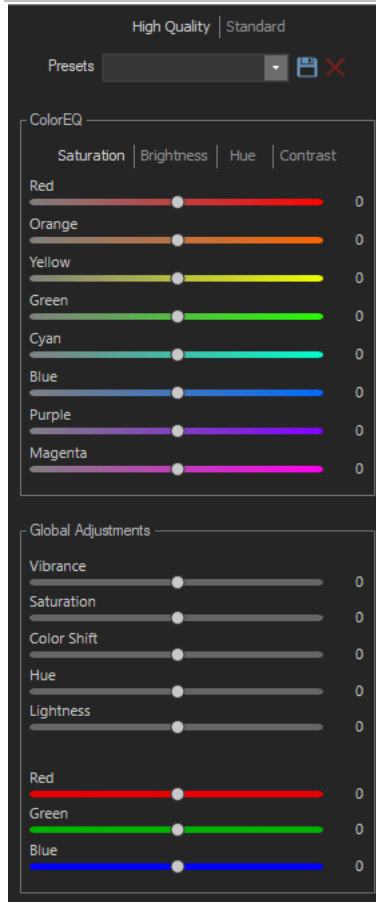 High Quality | Standard
Presets
ColorEQ
Saturation | Brightness | Hue | Contrast
Red 0
Orange 0
Yellow 0
Green 0
Cyan 0
Blue 0
Purple 0
Magenta 0
Global Adjustments
Vibrance 0
Saturation 0
Color Shift 0
Hue 0
Lightness 0
Red 0
Green 0
Blue 0